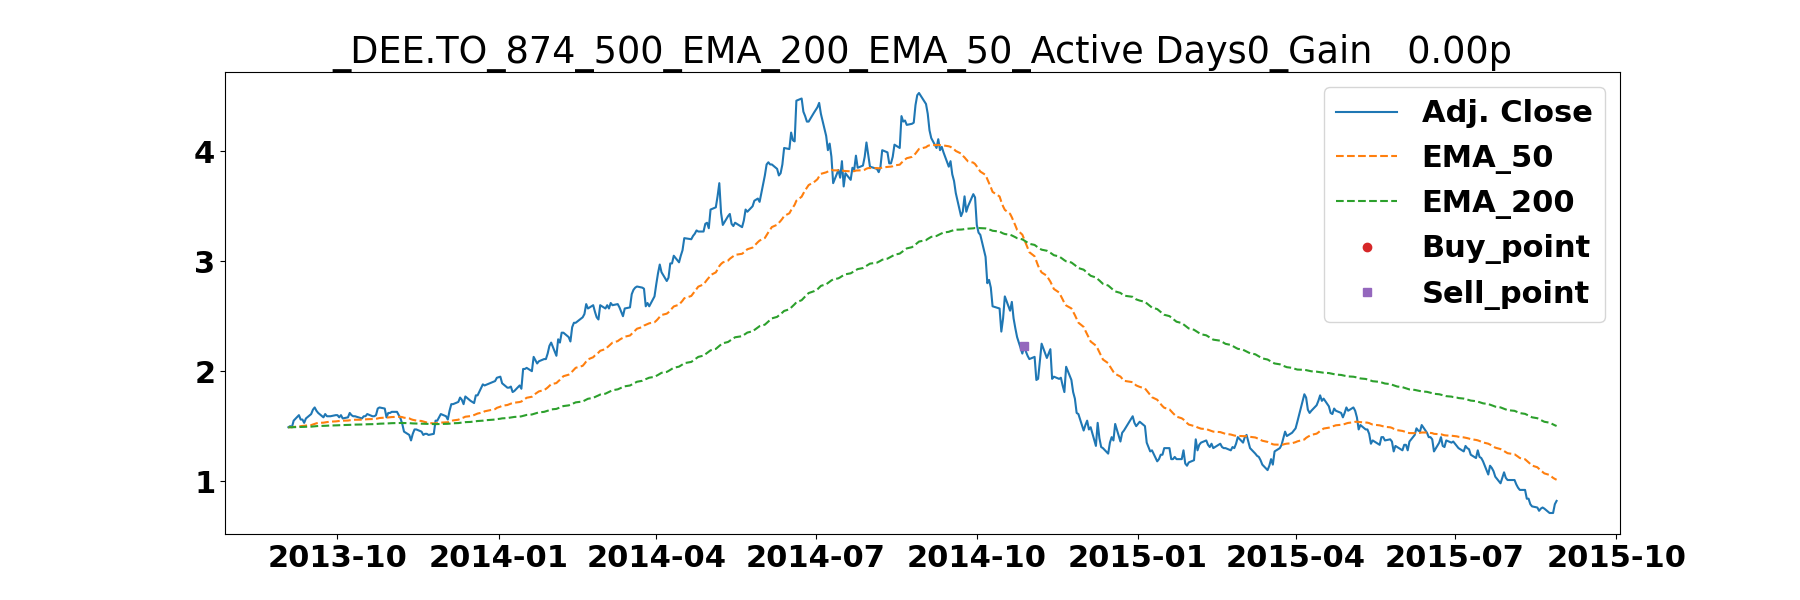 _DEE.TO_874_500_EMA_200_EMA_50_Active Days0_Gain   0.00p
Adj. Close
EMA_50
EMA_200
Buy_point
Sell_point
4
3
2
1
2013-10 2014-01 2014-04 2014-07 2014-10 2015-01 2015-04 2015-07 2015-10